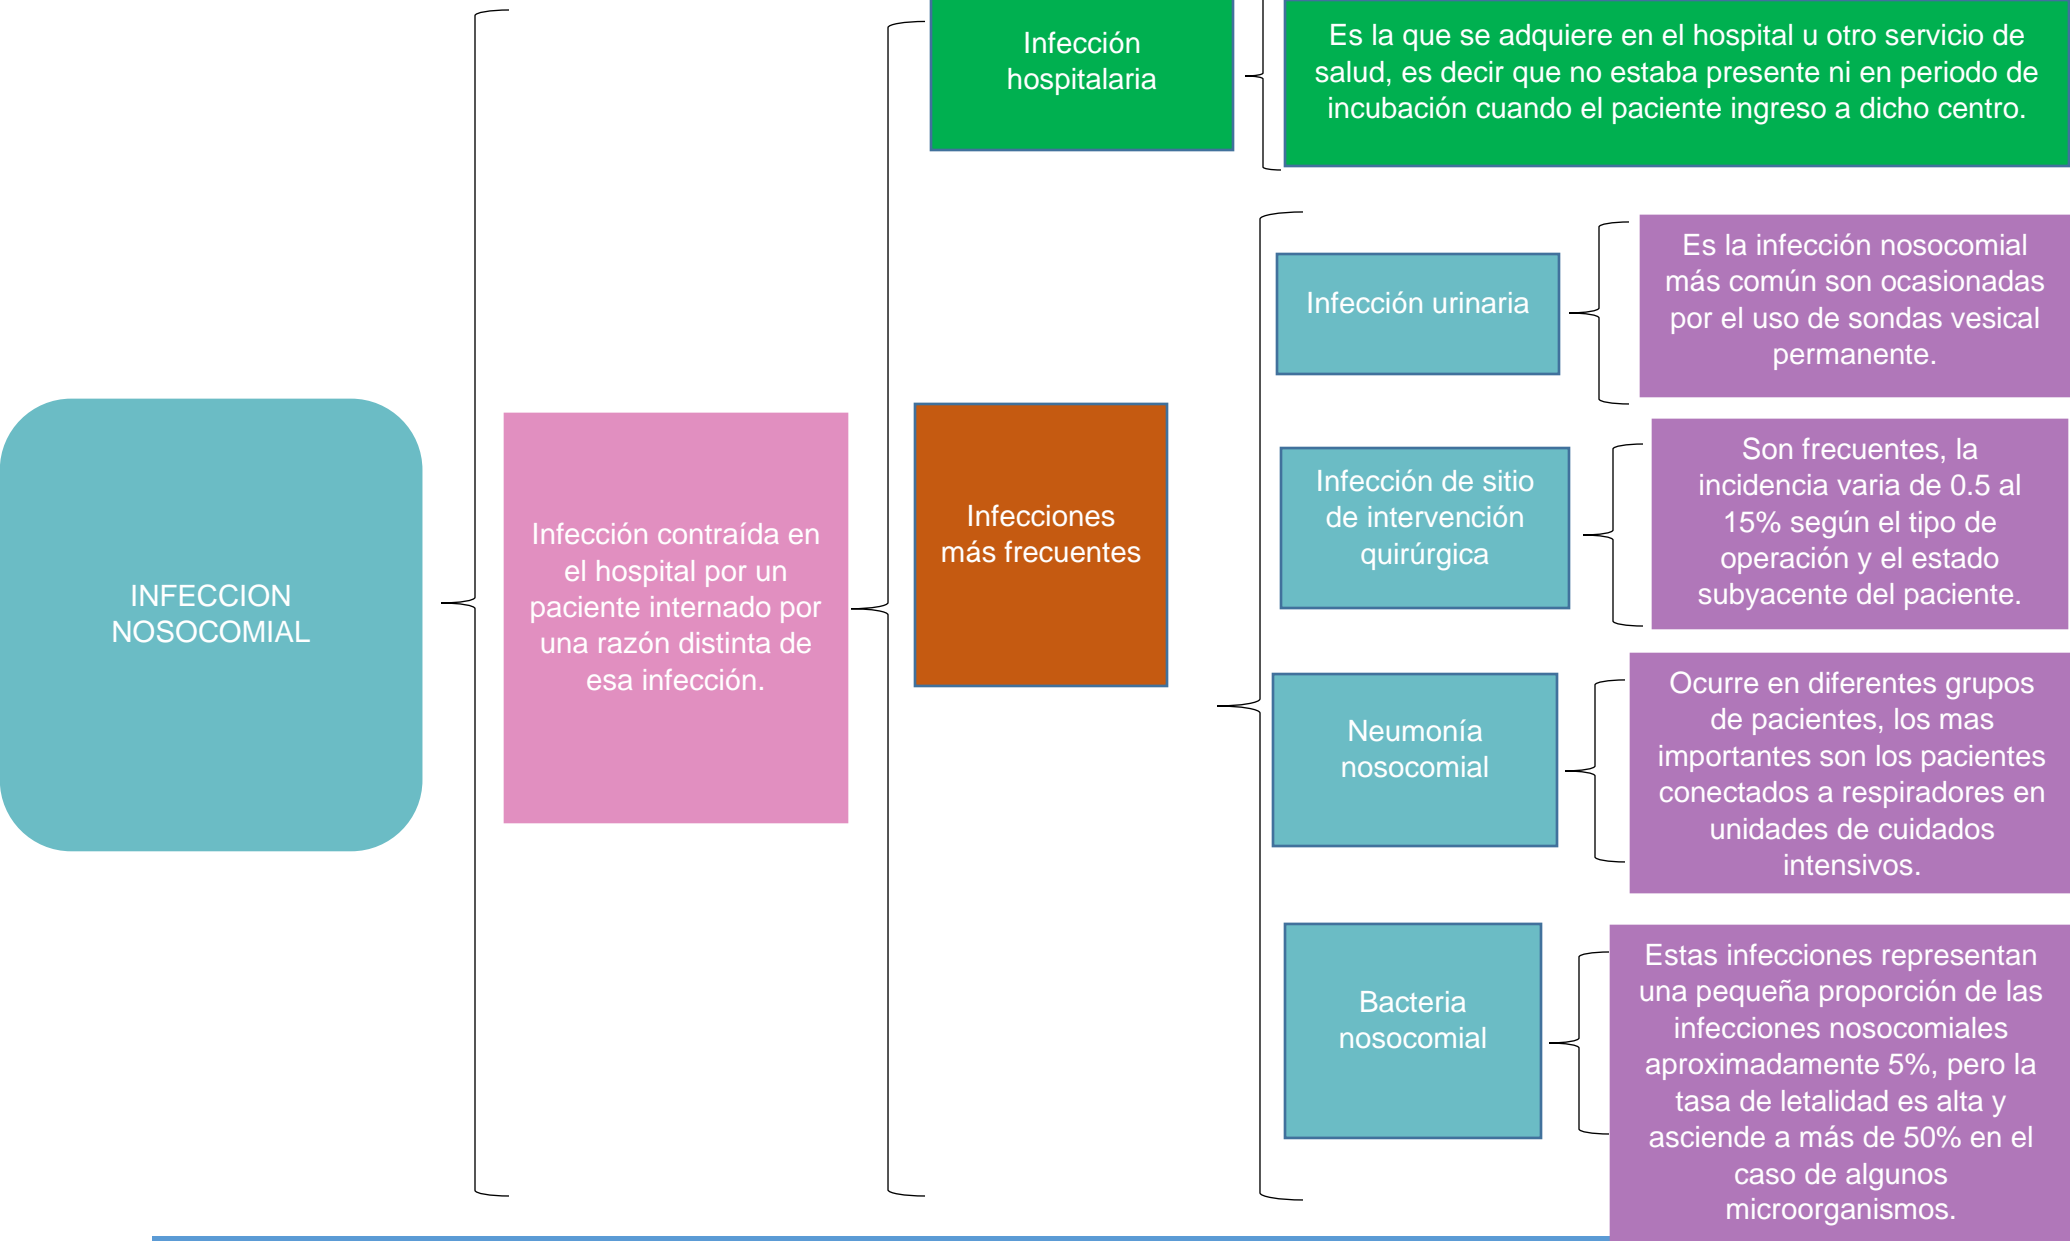 INFECCION
NOSOCOMIAL
Infección contraída en
el hospital por un
paciente internado por
una razón distinta de
esa infección.
Infección
hospitalaria
Es la que se adquiere en el hospital u otro servicio de
salud, es decir que no estaba presente ni en periodo de
incubación cuando el paciente ingreso a dicho centro.
Infecciones
más frecuentes
Infección urinaria
Es la infección nosocomial
más común son ocasionadas
por el uso de sondas vesical
permanente.
Infección de sitio
de intervención
quirúrgica
Son frecuentes, la
incidencia varia de 0.5 al
15% según el tipo de
operación y el estado
subyacente del paciente.
Neumonía
nosocomial
Ocurre en diferentes grupos
de pacientes, los mas
importantes son los pacientes
conectados a respiradores en
unidades de cuidados
intensivos.
Bacteria
nosocomial
Estas infecciones representan
una pequeña proporción de las
infecciones nosocomiales
aproximadamente 5%, pero la
tasa de letalidad es alta y
asciende a más de 50% en el
caso de algunos
microorganismos.